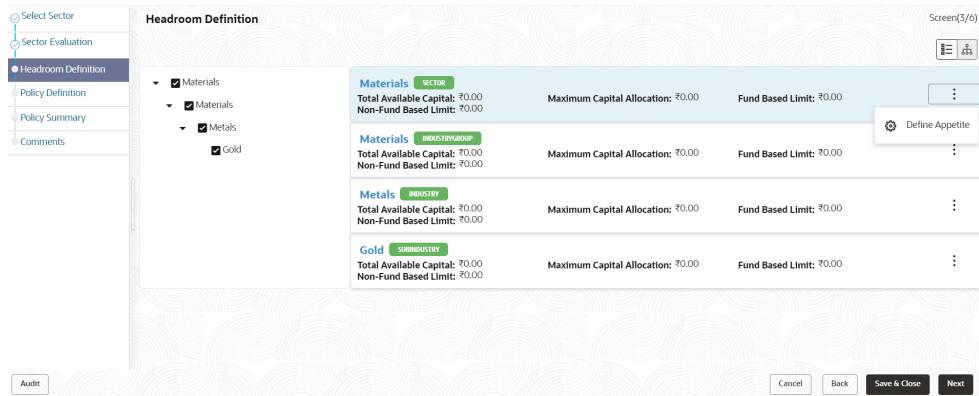 Select Sector
Sector Evaluation
Headroom Definition
Policy Definition
Policy Summary
Comments
Headroom Definition
Screen(3/6)
Materials
Materials
Metals
Gold
Materials SECTOR
Total Available Capital: ₹0.00 Maximum Capital Allocation: ₹0.00 Fund Based Limit: ₹0.00
Non-Fund Based Limit: ₹0.00
Define Appetite
Materials INDUSTRYGROUP
Total Available Capital: ₹0.00 Maximum Capital Allocation: ₹0.00 Fund Based Limit: ₹0.00
Non-Fund Based Limit: ₹0.00
Metals INDUSTRY
Total Available Capital: ₹0.00 Maximum Capital Allocation: ₹0.00 Fund Based Limit: ₹0.00
Non-Fund Based Limit: ₹0.00
Gold SUBINDUSTRY
Total Available Capital: ₹0.00 Maximum Capital Allocation: ₹0.00 Fund Based Limit: ₹0.00
Non-Fund Based Limit: ₹0.00
Audit Cancel Back Save & Close Next